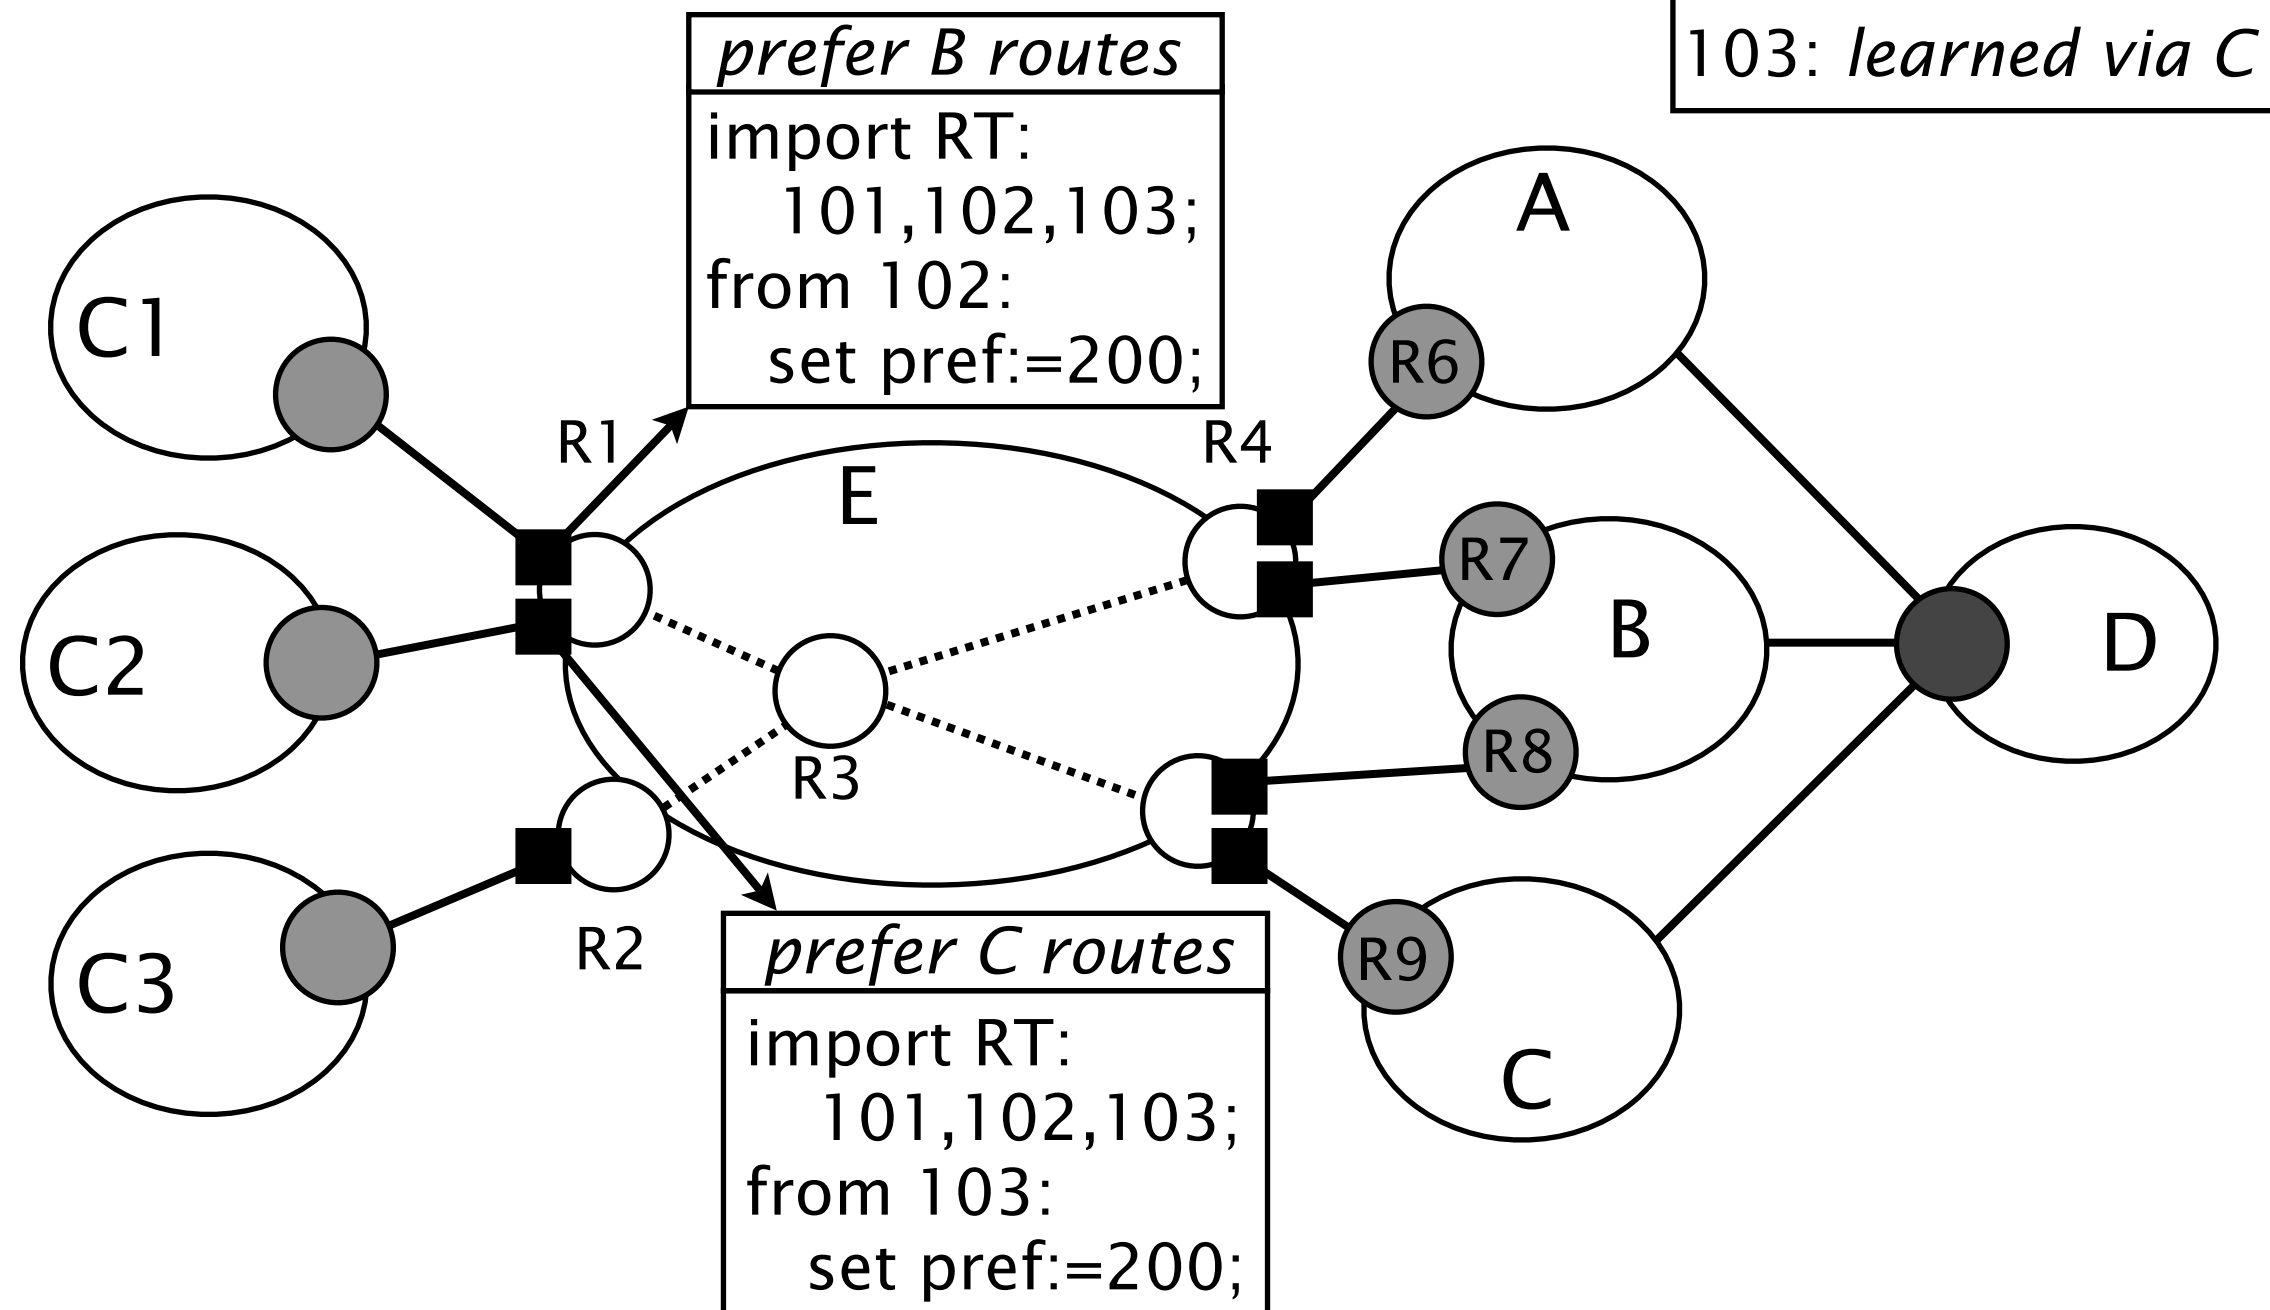 prefer B routes
import RT:
101,102,103;
from 102:
set pref:=200;
103: learned via C
A
C1
R6
R1
R4
E
R7
B
D
C2
R8
R3
R2
R9
C3
C
prefer C routes
import RT:
101,102,103;
from 103:
set pref:=200;